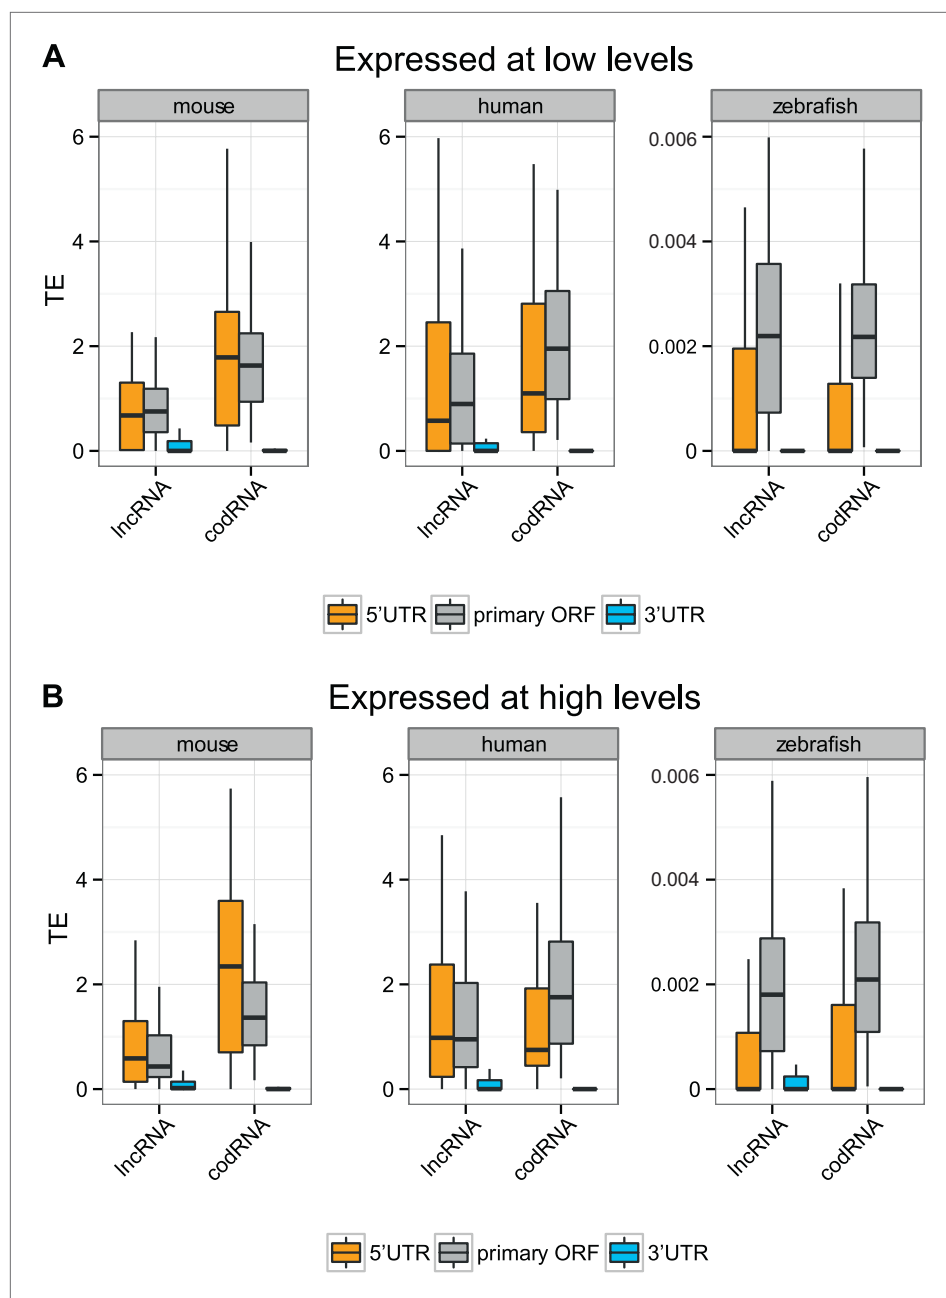 A Expressed at low levels
mouse human zebrafish
6 6 0.006
4 4 0.004
TE
2 2 0.002
0 0 0
lncRNA codRNA lncRNA codRNA lncRNA codRNA
5'UTR primary ORF 3'UTR
B Expressed at high levels
mouse human zebrafish
6 6 0.006
4 4 0.004
TE
2 2 0.002
0 0 0
lncRNA codRNA lncRNA codRNA lncRNA codRNA
5'UTR primary ORF 3'UTR